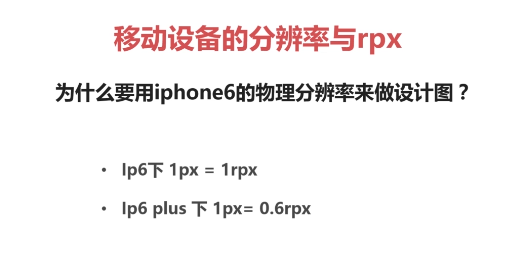 移动设备的分辨率与rpx
为什么要用iphone6的物理分辨率来做设计图？
• Ip6下 1px = 1rpx
• Ip6 plus 下 1px= 0.6rpx